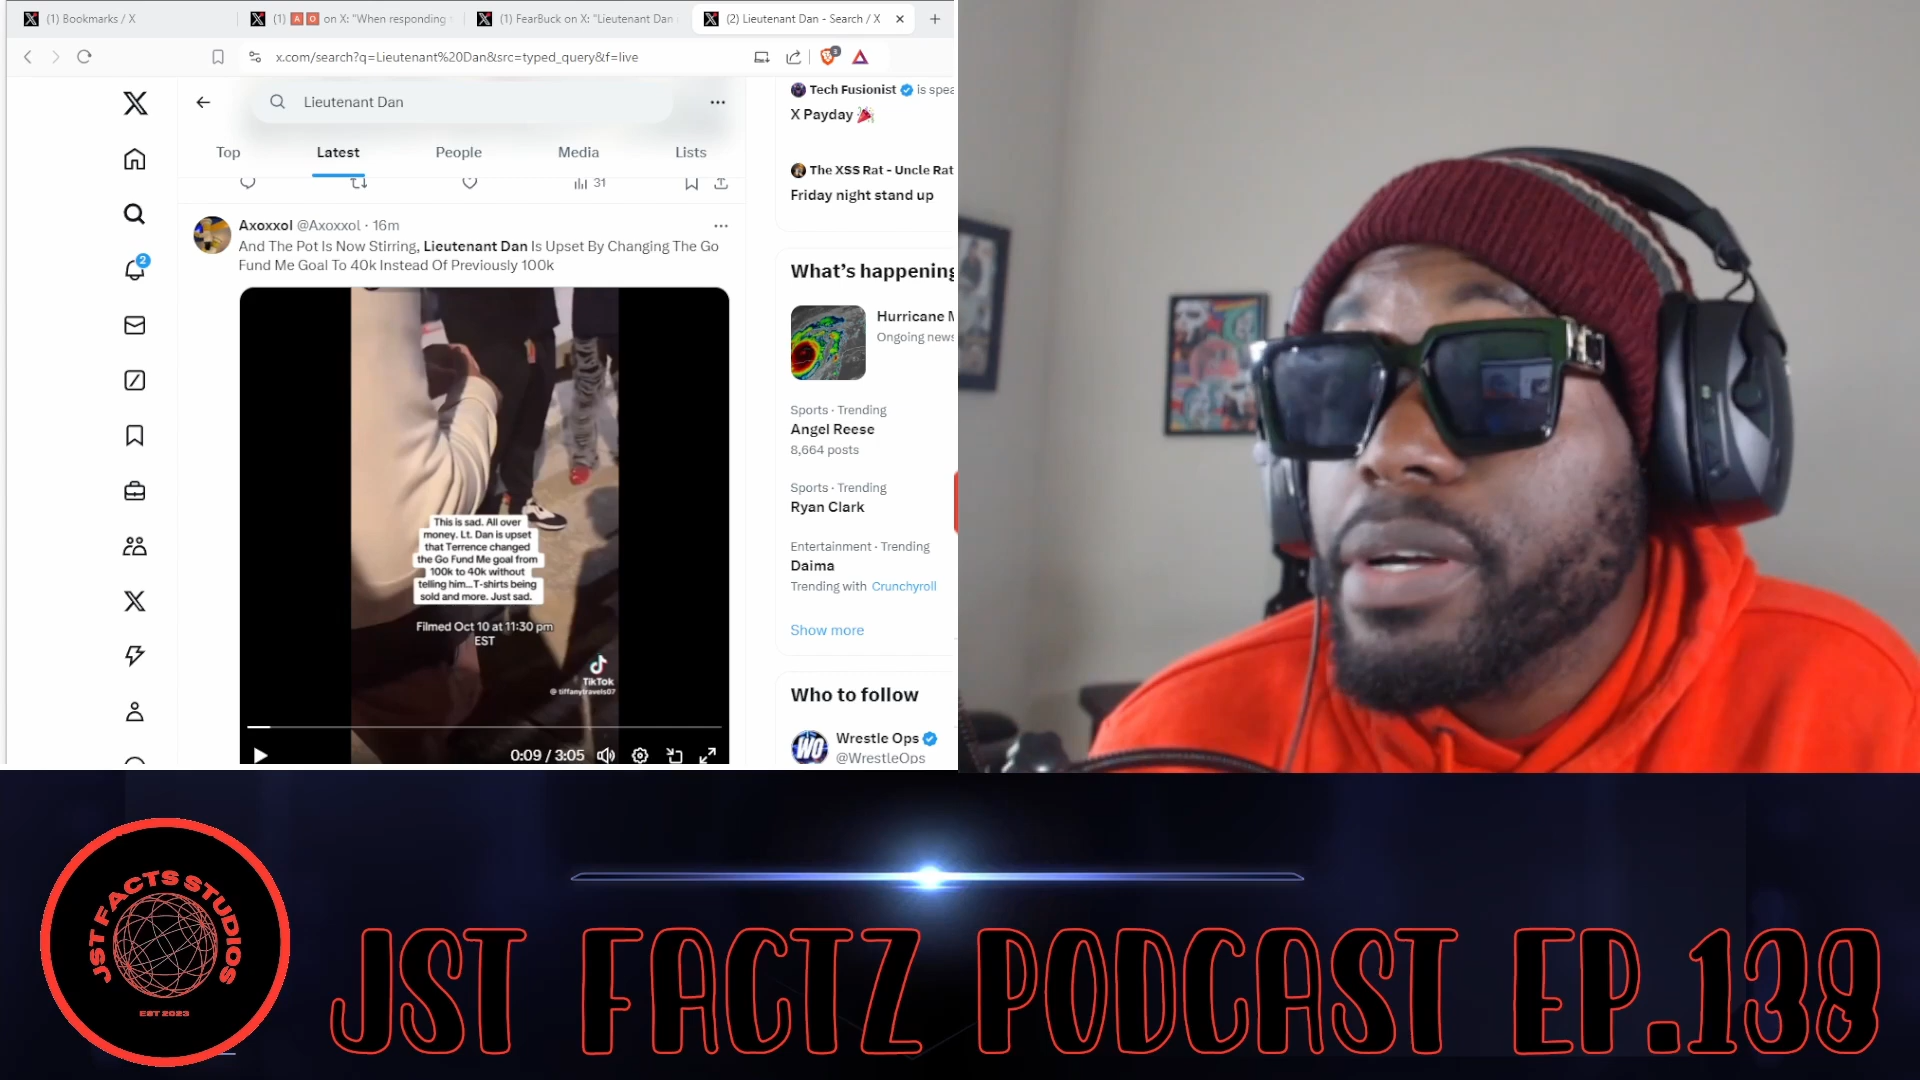 (1) Bookmarks / X
(1) 🅰️🅾️ on X: "When responding t
(1) FearBuck on X: "Lieutenant Dan
(2) Lieutenant Dan - Search / X
x.com/search?q=Lieutenant%20Dan&src=typed_query&f=live
Lieutenant Dan
Top
Latest
People
Media
Lists
31
2
Axoxxol @Axoxxol · 16m
And The Pot Is Now Stirring, Lieutenant Dan Is Upset By Changing The Go
Fund Me Goal To 40k Instead Of Previously 100k
This is sad. All over
money. Lt. Dan is upset
that Terrence changed
the Go Fund Me goal from
100k to 40k without
telling him...T-shirts being
sold and more. Just sad.
Filmed Oct 10 at 11:30 pm
EST
TikTok
@ tiffanytravels07
0:09 / 3:05
Tech Fusionist is spea
X Payday 🎉
The XSS Rat - Uncle Rat
Friday night stand up
What's happening
Hurricane M
Ongoing news
Sports · Trending
Angel Reese
8,664 posts
Sports · Trending
Ryan Clark
Entertainment · Trending
Daima
Trending with Crunchyroll
Show more
Who to follow
WO
Wrestle Ops
@WrestleOps
JST FACTS STUDIOS
EST 2023
JST FACTZ PODCAST EP.138